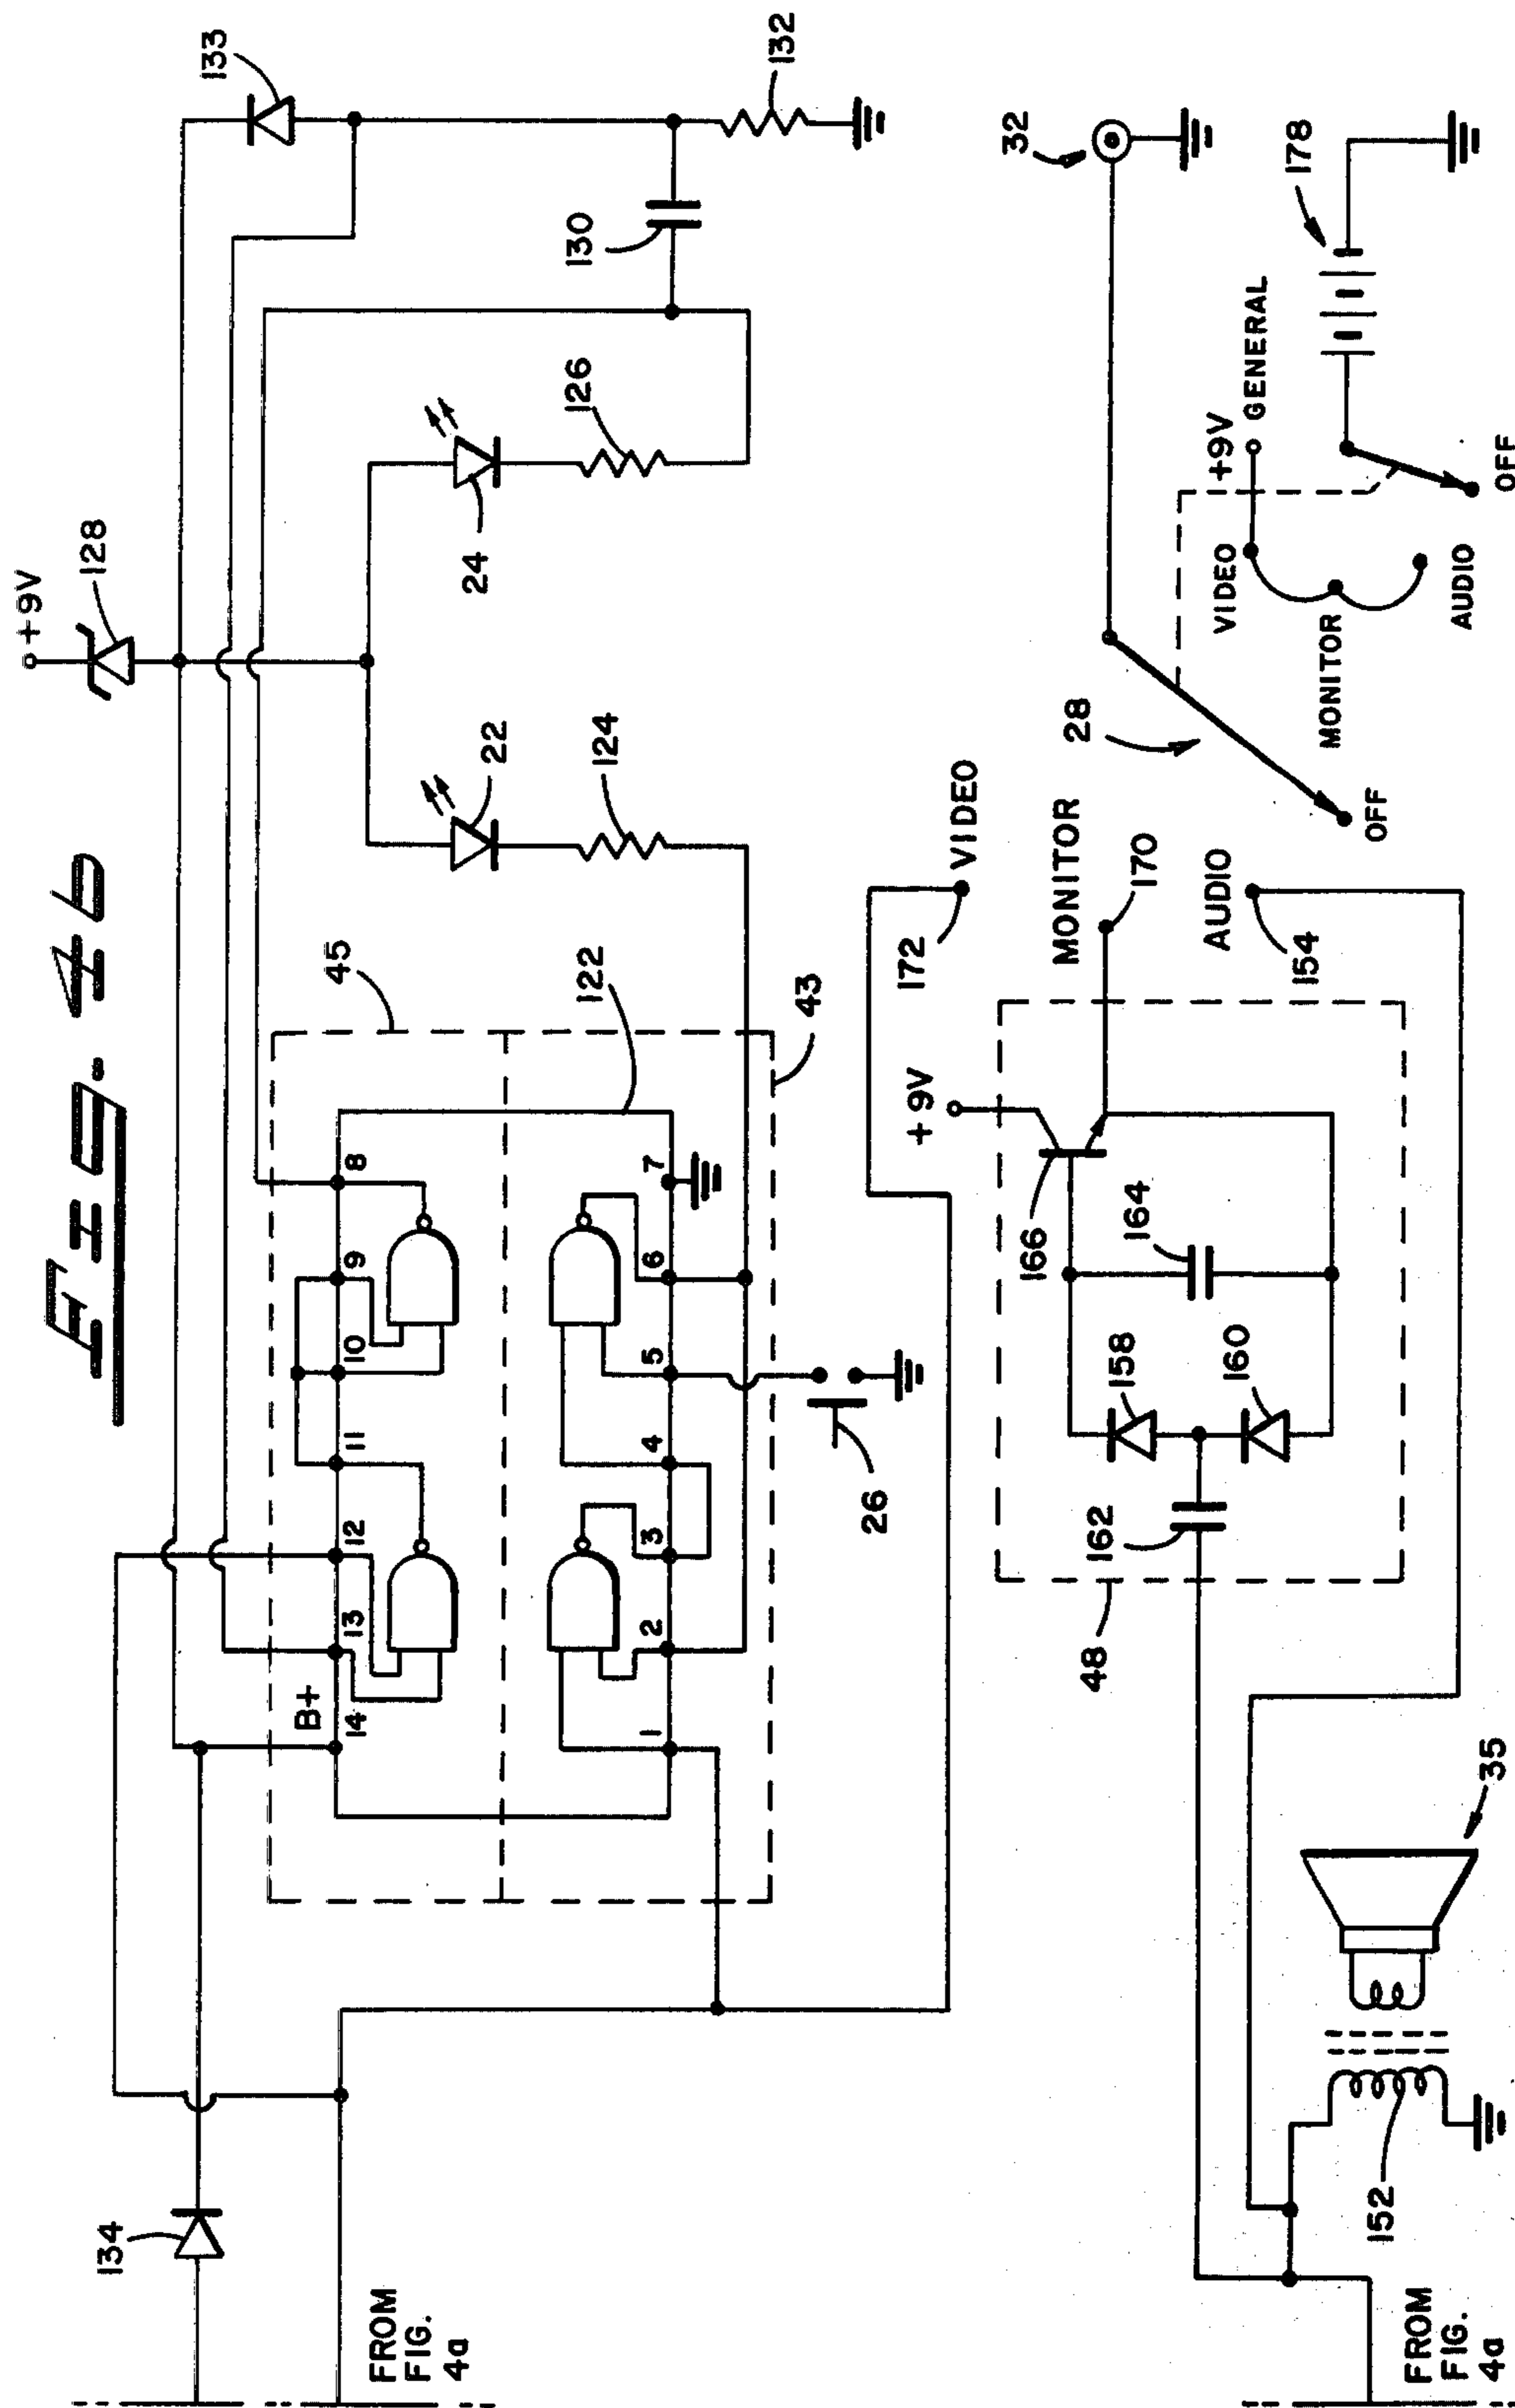 FIG. 4b
+9V
128
133
134
45
22
24
124
126
130
132
122
B+
14
13
12
11
10
9
8
1
2
3
4
5
6
7
43
26
FROM
FIG.
4a
172
VIDEO
MONITOR
170
AUDIO
154
28
OFF
32
VIDEO
+9V
GENERAL
MONITOR
AUDIO
OFF
178
+9V
166
164
158
160
162
48
35
152
FROM
FIG.
4a